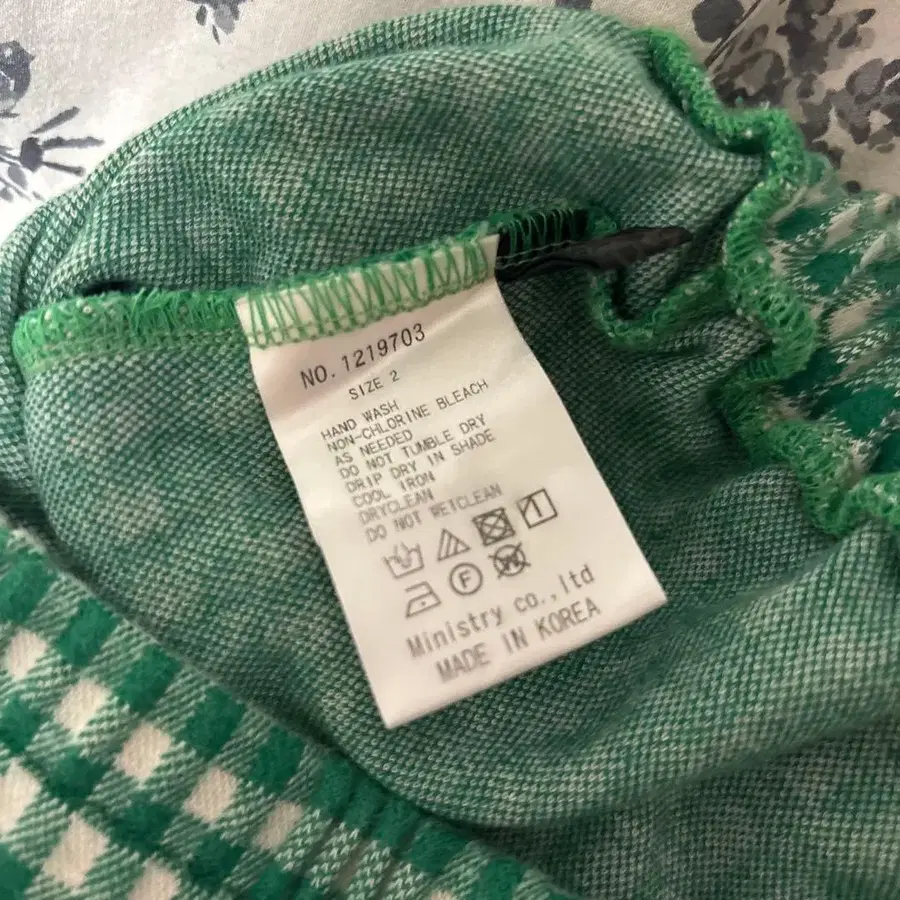 NO. 1219703
SIZE 2
HAND WASH
NON-CHLORINE BLEACH
AS NEEDED
DO NOT TUMBLE DRY
DRIP DRY IN SHADE
COOL IRON
DRYCLEAN
DO NOT WETCLEAN
F W
Ministry co.,ltd
MADE IN KOREA